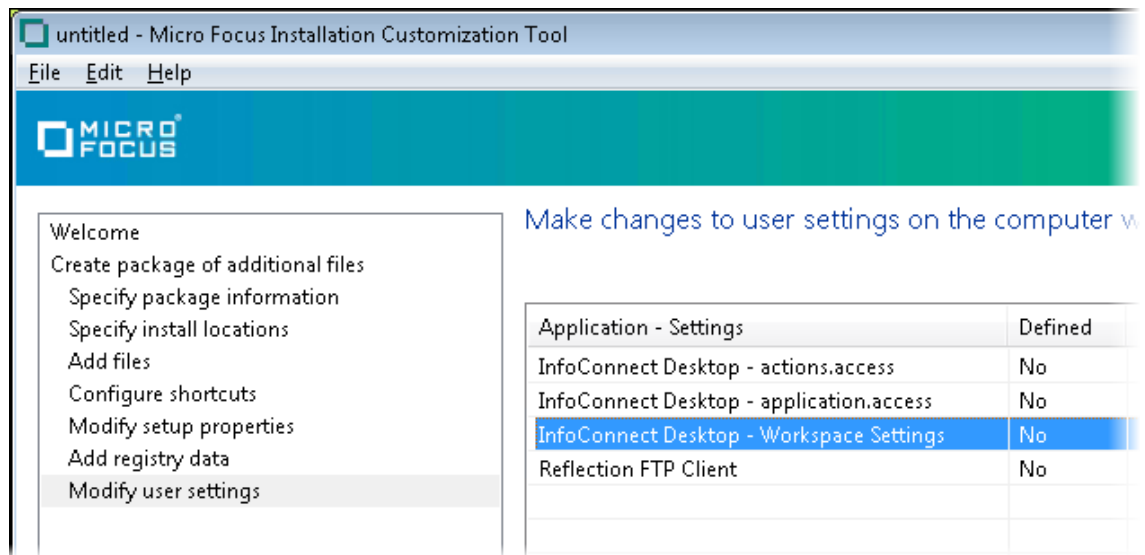 untitled - Micro Focus Installation Customization Tool
File Edit Help
MICRO
FOCUS
Welcome
Create package of additional files
Specify package information
Specify install locations
Add files
Configure shortcuts
Modify setup properties
Add registry data
Modify user settings
Make changes to user settings on the computer
Application - Settings Defined
InfoConnect Desktop - actions.access No
InfoConnect Desktop - application.access No
InfoConnect Desktop - Workspace Settings No
Reflection FTP Client No